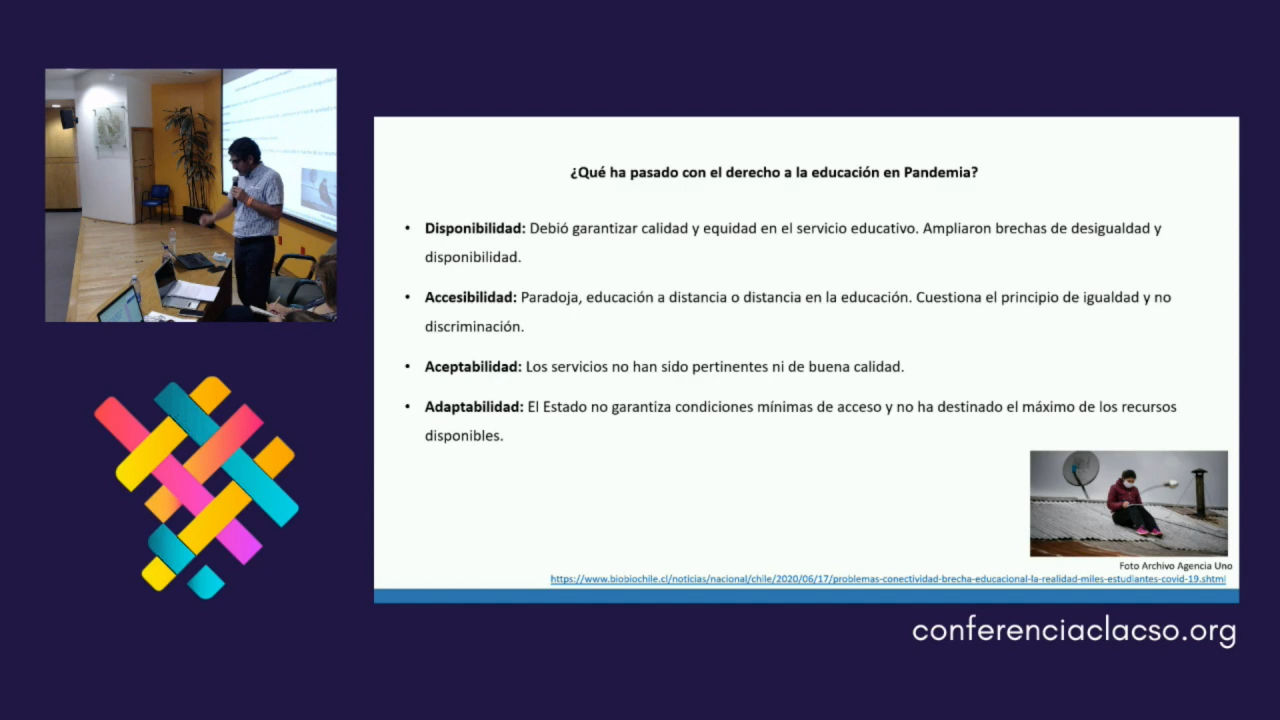 ¿Qué ha pasado con el derecho a la educación en Pandemia?
• Disponibilidad: Debió garantizar calidad y equidad en el servicio educativo. Ampliaron brechas de desigualdad y
disponibilidad.
• Accesibilidad: Paradoja, educación a distancia o distancia en la educación. Cuestiona el principio de igualdad y no
discriminación.
• Aceptabilidad: Los servicios no han sido pertinentes ni de buena calidad.
• Adaptabilidad: El Estado no garantiza condiciones mínimas de acceso y no ha destinado el máximo de los recursos
disponibles.
Foto Archivo Agencia Uno
https://www.biobiochile.cl/noticias/nacional/chile/2020/06/17/problemas-conectividad-brecha-educacional-la-realidad-miles-estudiantes-covid-19.shtml
conferenciaclacso.org